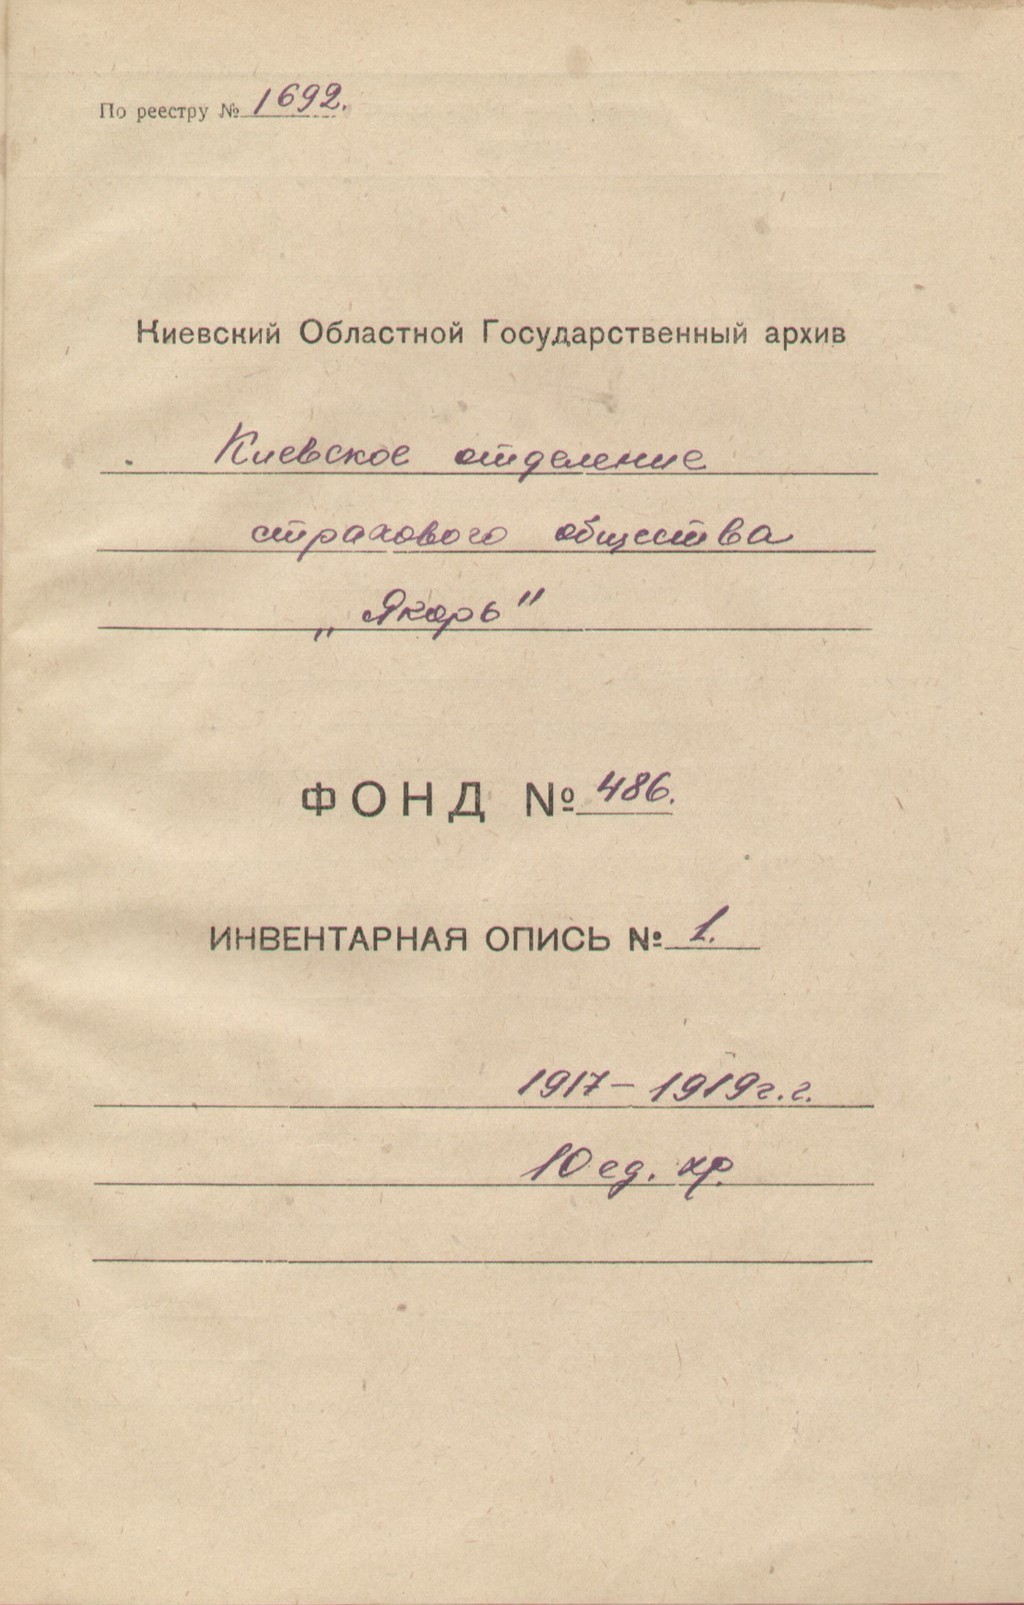 По реестру № 1692.
Киевский Областной Государственный архив
Киевское отделение
страхового общества
„Якорь"
ФОНД № 486.
ИНВЕНТАРНАЯ ОПИСЬ № 1.
1917 – 1919 г. г.
10 ед. хр.